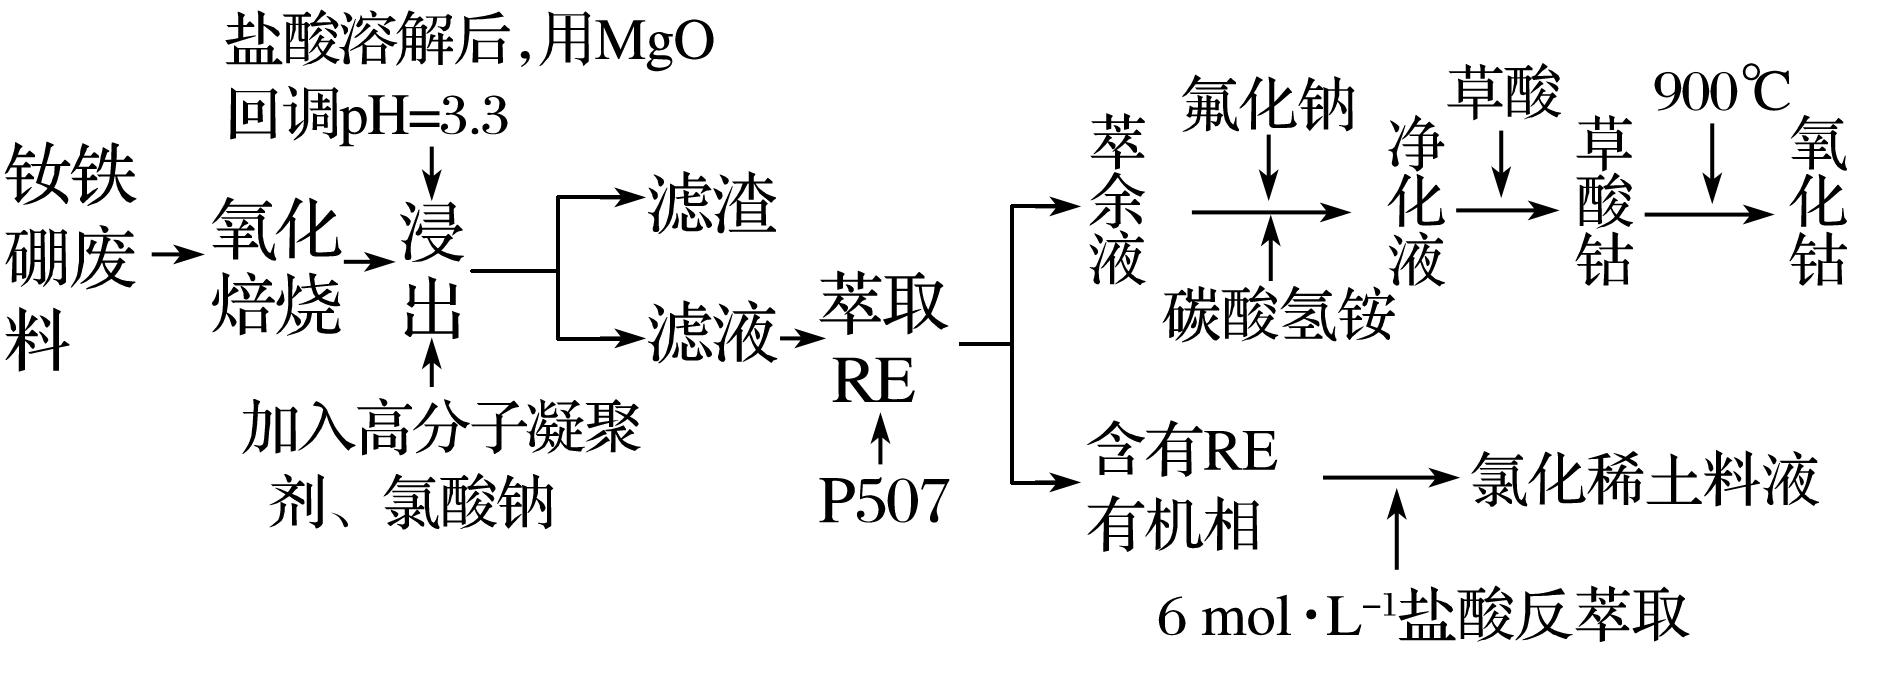 盐酸溶解后,用MgO
回调pH=3.3
钕铁
硼废
料
氧化
焙烧
浸
出
加入高分子凝聚
剂、氯酸钠
滤渣
滤液
萃取
RE
P507
萃
余
液
氟化钠
碳酸氢铵
净
化
液
草酸
草
酸
钴
900℃
氧
化
钴
含有RE
有机相
6 mol·L⁻¹盐酸反萃取
氯化稀土料液